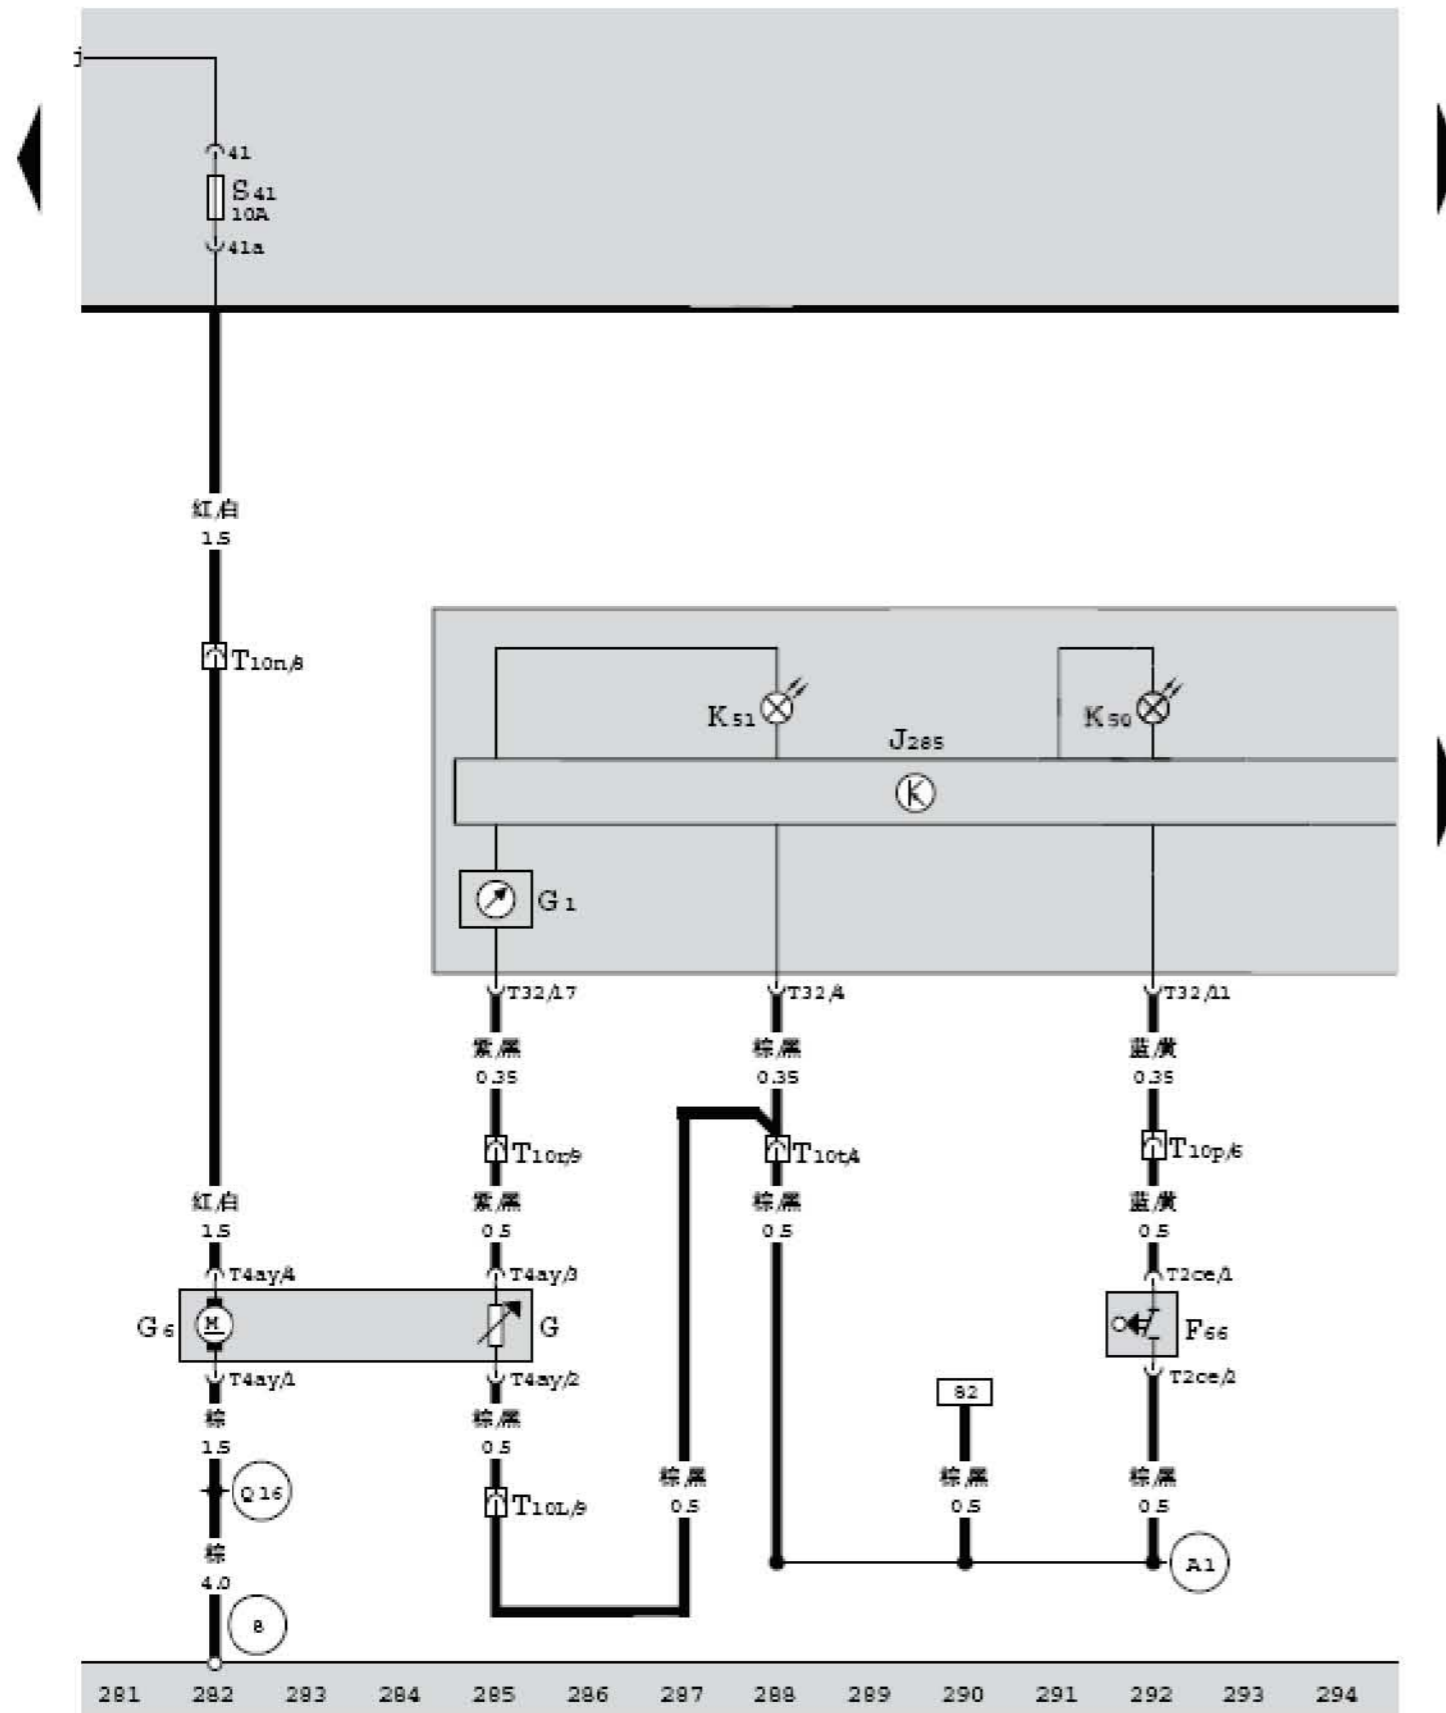 i
41
S41
10A
41a
红/白
1.5
T10n/8
K51
K50
J285
K
G1
T32/17
T32/4
T32/11
紫/黑
棕/黑
蓝/黄
0.35
0.35
0.35
T10r/9
T10t/4
T10p/6
红/白
紫/黑
棕/黑
蓝/黄
1.5
0.5
0.5
0.5
T4ay/4
T4ay/3
T2ce/1
G6
M
G
F66
T4ay/1
T4ay/2
T2ce/2
82
棕
棕/黑
1.5
0.5
棕/黑
棕/黑
棕/黑
Q16
T10L/9
0.5
0.5
0.5
棕
A1
4.0
8
281 282 283 284 285 286 287 288 289 290 291 292 293 294